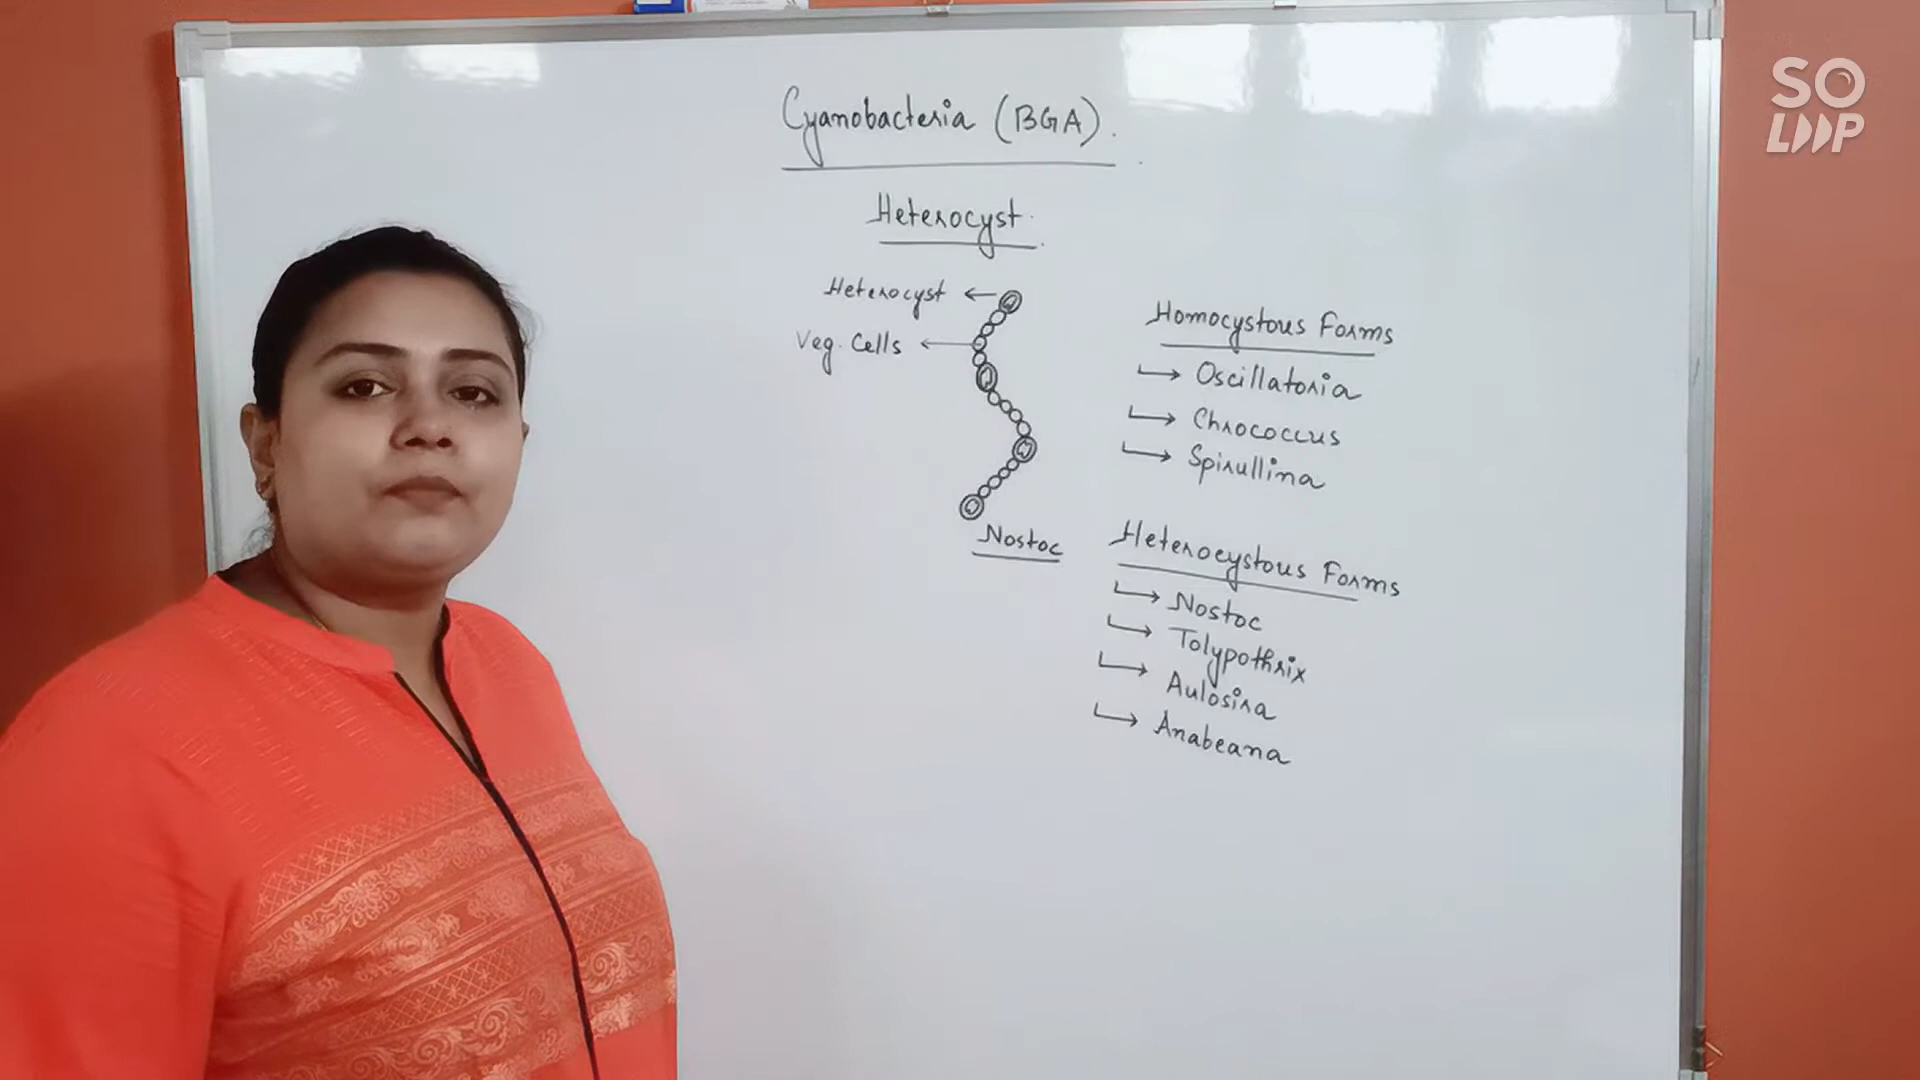 Cyanobacteria (BGA).
Heterocyst.
Heterocyst
Veg. Cells
Nostoc
Homocystous Forms
Oscillatoria
Chrococcus
Spirullina
Heterocystous Forms
Nostoc
Tolypothrix
Aulosira
Anabeana
SO
LOOP